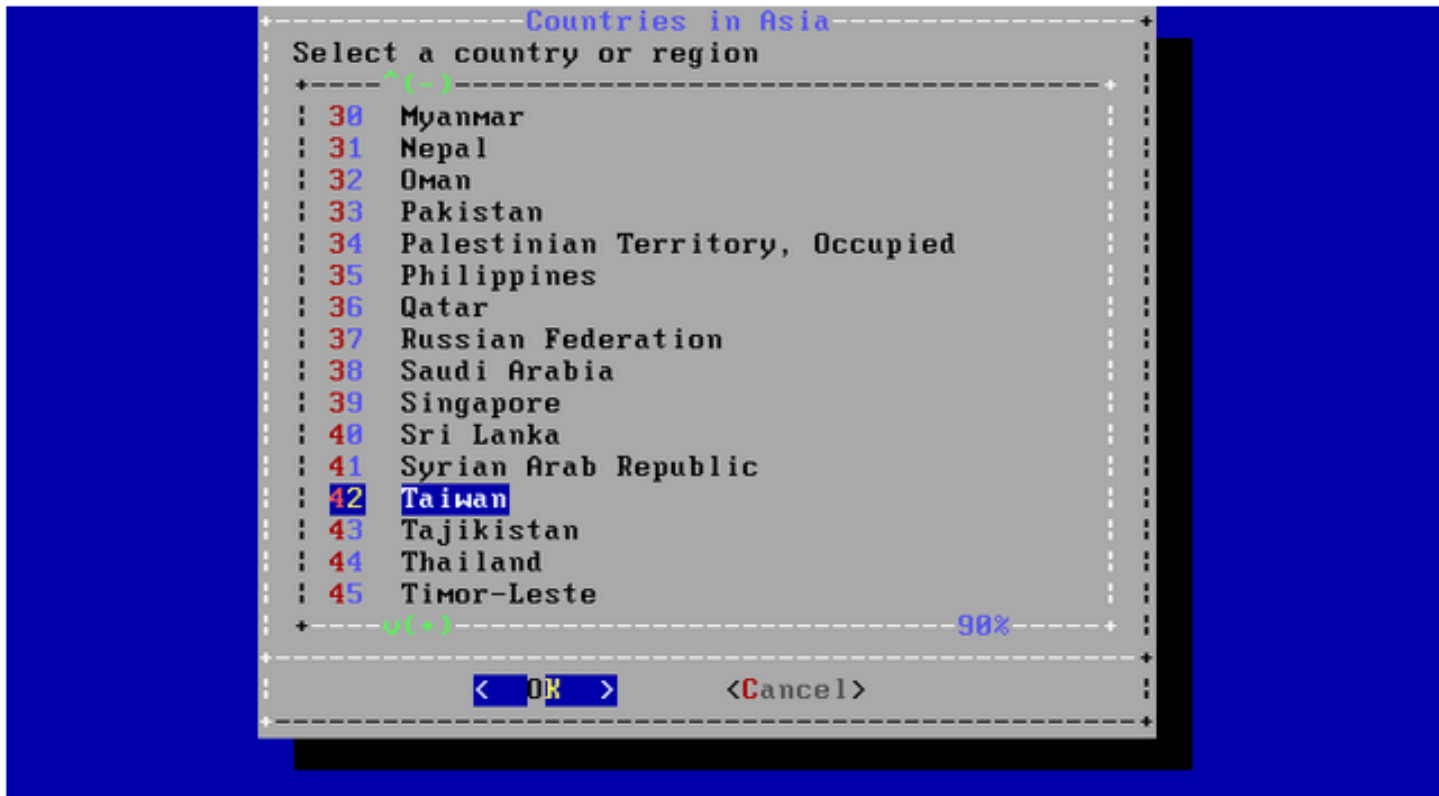 Countries in Asia
Select a country or region
^(-)
30 Myanmar
31 Nepal
32 Oman
33 Pakistan
34 Palestinian Territory, Occupied
35 Philippines
36 Qatar
37 Russian Federation
38 Saudi Arabia
39 Singapore
40 Sri Lanka
41 Syrian Arab Republic
42 Taiwan
43 Tajikistan
44 Thailand
45 Timor-Leste
v(+) 90%
< OK > <Cancel>